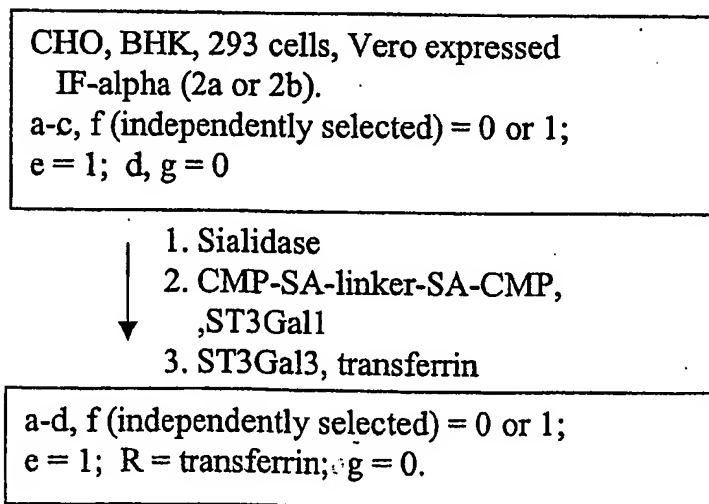 CHO, BHK, 293 cells, Vero expressed
IF-alpha (2a or 2b).
a-c, f (independently selected) = 0 or 1;
e = 1; d, g = 0
1. Sialidase
2. CMP-SA-linker-SA-CMP,
,ST3Gal1
3. ST3Gal3, transferrin
a-d, f (independently selected) = 0 or 1;
e = 1; R = transferrin; g = 0.